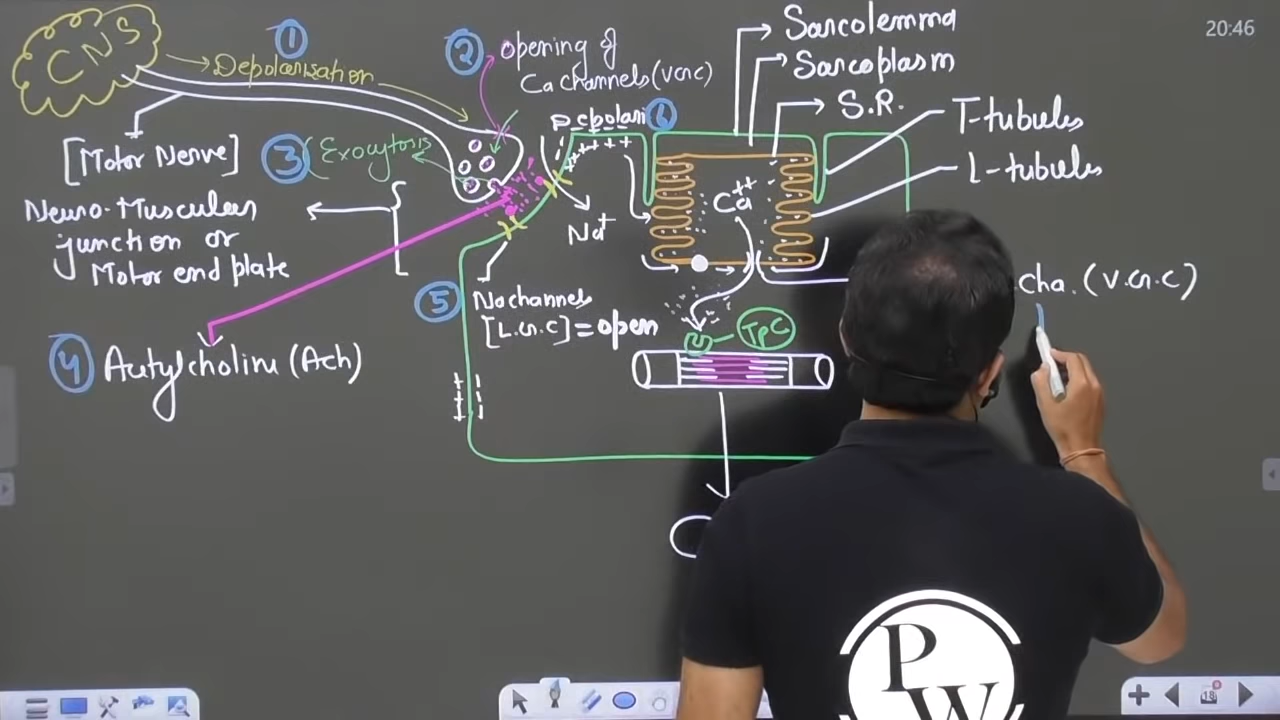 20:46
CNS
1
Depolarisation
2
opening of
Ca channels (VGC)
Sarcolemma
Sarcoplasm
S.R.
T-tubules
L-tubules
[Motor Nerve]
3
(Exocytosis
6
+ + + + + +
Neuro-Muscular
junction or
Motor end plate
Na+
Ca++
5
Na channels
[L.G.C] = open
TpC
cha. (V.G.C)
4
Acetylcholine (Ach)
C
PW
18